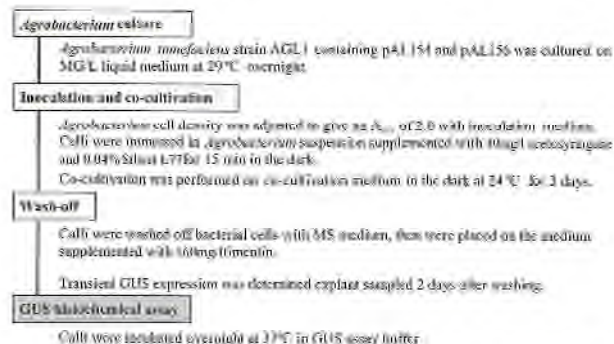 Agrobacterium culture
Agrobacterium tumefaciens strain AGL1 containing pAL154 and pAL156 was cultured on
MG/L liquid medium at 29°C overnight.
Inoculation and co-cultivation
Agrobacterium cell density was adjusted to give an of 2.0 with inoculation medium.
Calli were immersed in Agrobacterium suspension supplemented with acetosyringone
and 0.04% Silwet L77 for 15 min in the dark.
Co-cultivation was performed on co-cultivation medium in the dark at 24 °C for 3 days.
Wash-off
Calli were washed off bacterial cells with MS medium, then were placed on the medium
supplemented with timentin.
Transient GUS expression was determined explant sampled 2 days after washing.
GUS histochemical assay
Calli were incubated overnight at 37°C in GUS assay buffer